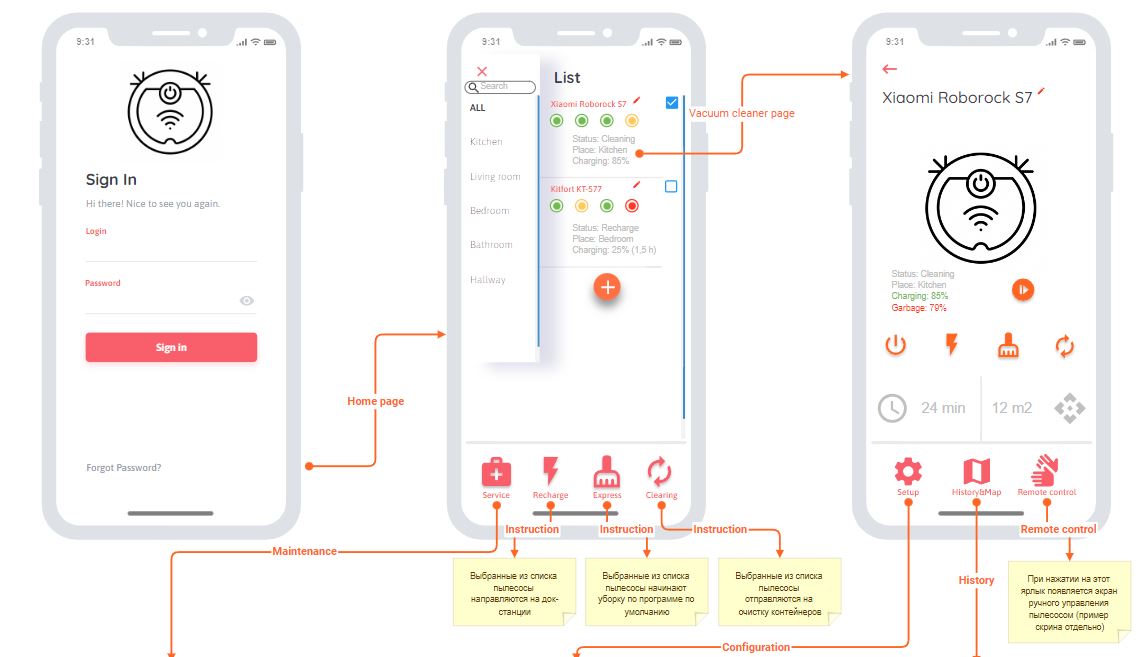 9:31
Sign In
Hi there! Nice to see you again.
Login
Password
Sign in
Forgot Password?
Home page
9:31
Search
ALL
Kitchen
Living room
Bedroom
Bathroom
Hallway
List
Xiaomi Roborock S7
Status: Cleaning
Place: Kitchen
Charging: 85%
Kitfort KT-577
Status: Recharge
Place: Bedroom
Charging: 25% (1,5 h)
Service
Recharge
Express
Clearing
Vacuum cleaner page
9:31
Xiaomi Roborock S7
Status: Cleaning
Place: Kitchen
Charging: 85%
Garbage: 79%
24 min
12 m2
Setup
History&Map
Remote control
Maintenance
Instruction
Instruction
Instruction
Выбранные из списка
пылесосы
направляются на док-
станции
Выбранные из списка
пылесосы начинают
уборку по программе по
умолчанию
Выбранные из списка
пылесосы
отправляются на
очистку контейнеров
Remote control
History
При нажатии на этот
ярлык появляется экран
ручного управления
пылесосом (пример
скрина отдельно)
Configuration